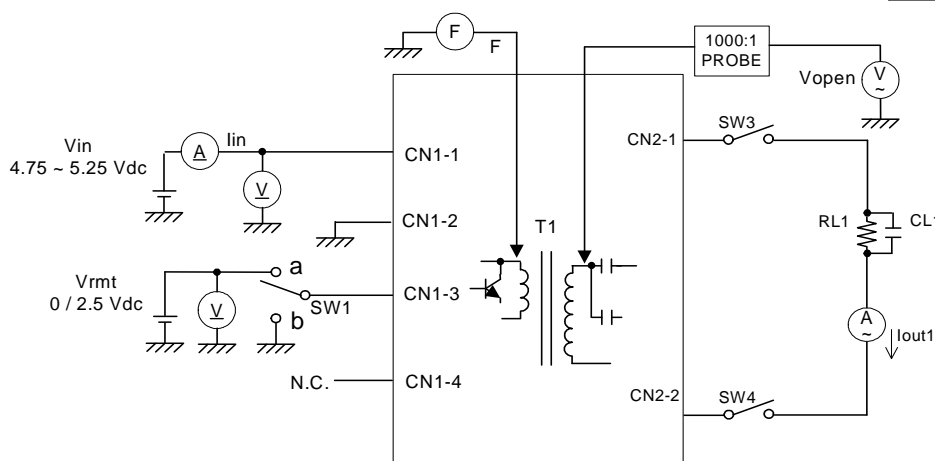 F
F
1000:1
PROBE
Vopen
V
~
SW3
CN2-1
Vin
4.75 ~ 5.25 Vdc
A
Iin
V
CN1-1
CN1-2
T1
RL1
CL1
Vrmt
0 / 2.5 Vdc
V
a
b
SW1
CN1-3
A
~
Iout1
N.C.
CN1-4
CN2-2
SW4